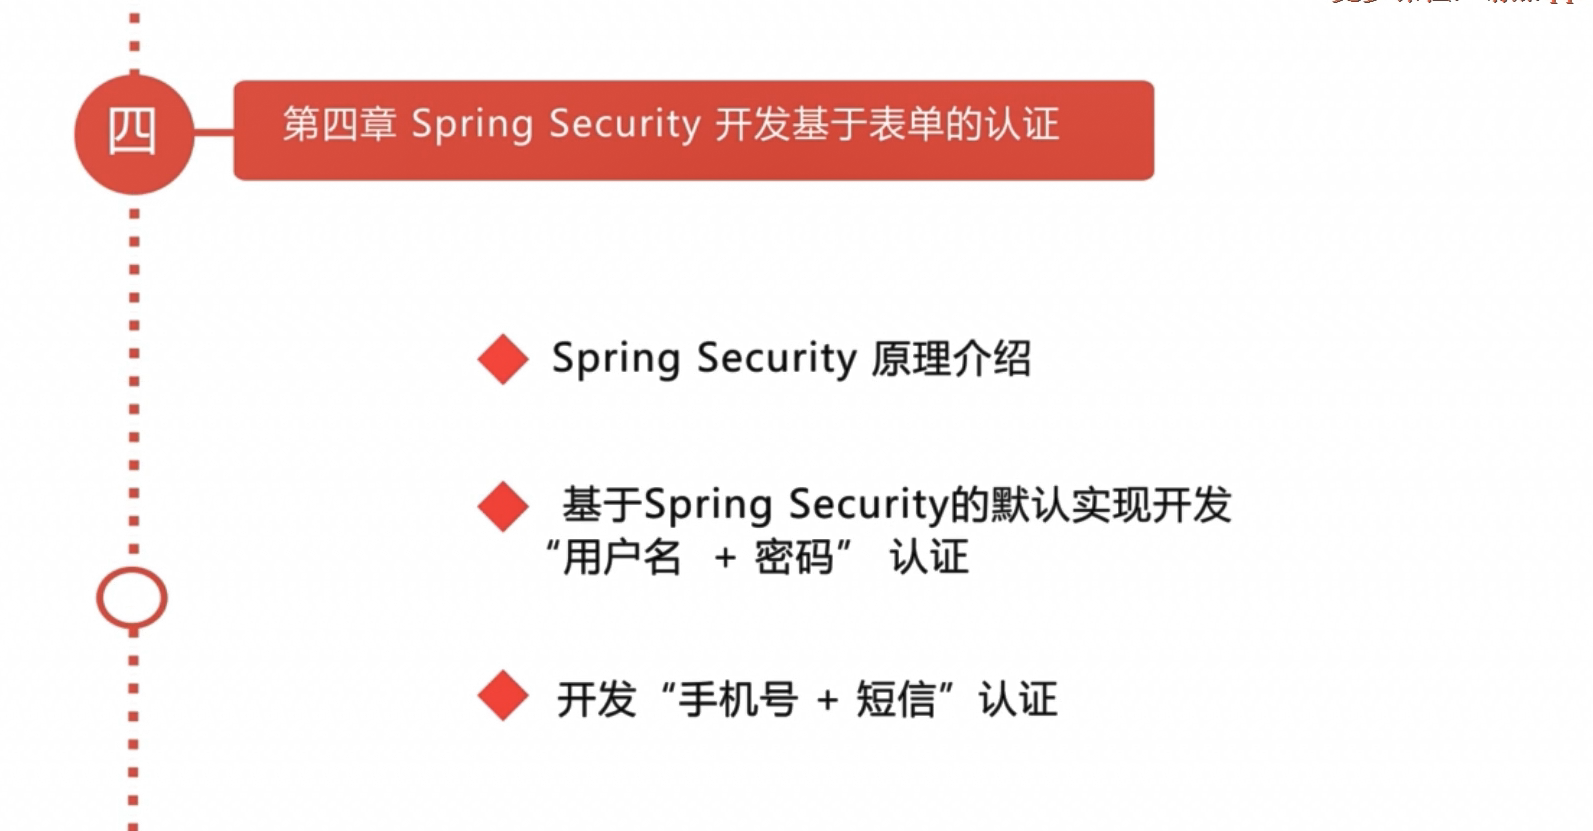 四
第四章 Spring Security 开发基于表单的认证
Spring Security 原理介绍
基于Spring Security的默认实现开发
“用户名 + 密码” 认证
开发“手机号 + 短信”认证